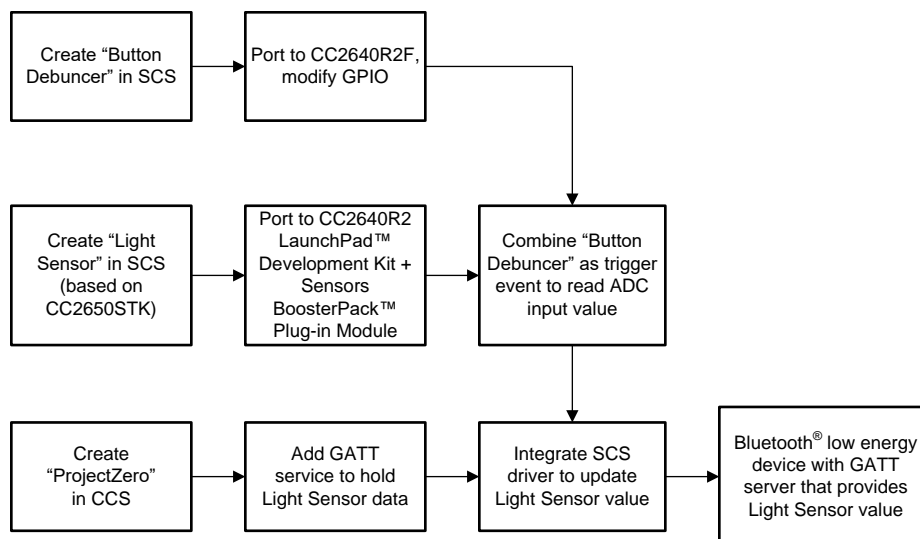 Create “Button
Debuncer” in SCS
Port to CC2640R2F,
modify GPIO
Create “Light
Sensor” in SCS
(based on
CC2650STK)
Port to CC2640R2
LaunchPad™
Development Kit +
Sensors
BoosterPack™
Plug-in Module
Combine “Button
Debuncer” as trigger
event to read ADC
input value
Create
“ProjectZero”
in CCS
Add GATT
service to hold
Light Sensor data
Integrate SCS
driver to update
Light Sensor value
Bluetooth® low energy
device with GATT
server that provides
Light Sensor value